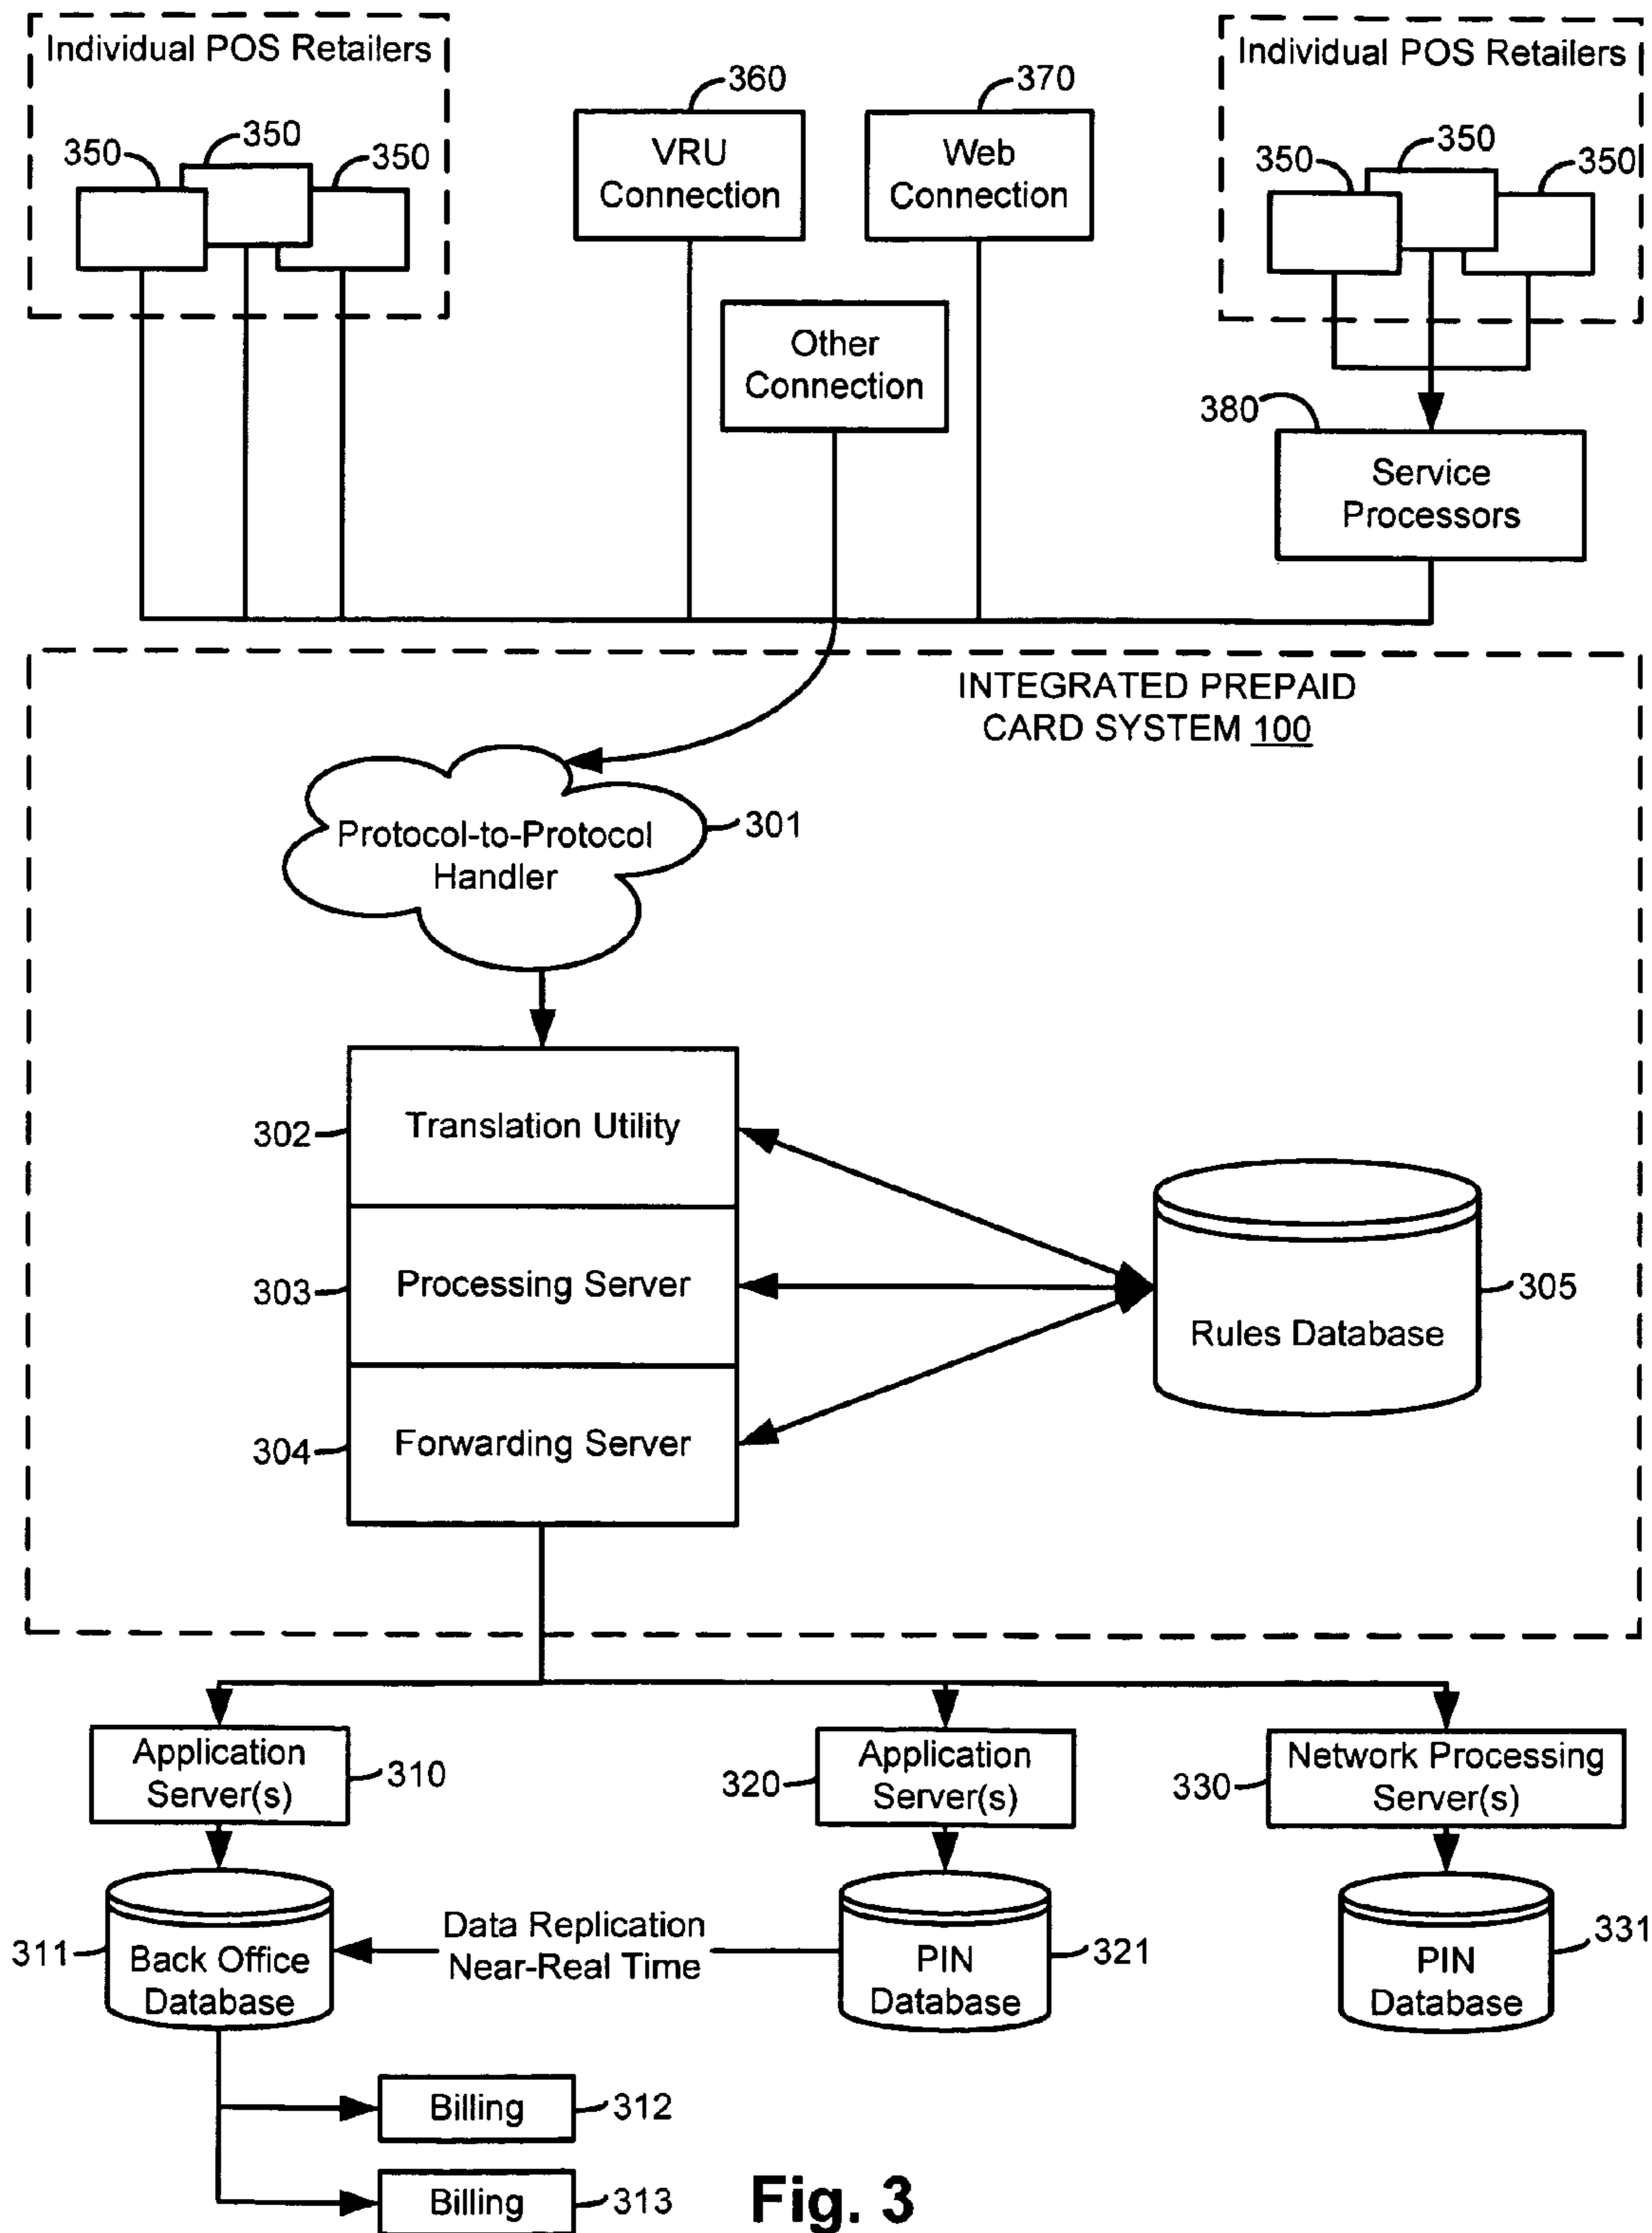 Individual POS Retailers
350
350
350
360
VRU
Connection
370
Web
Connection
Other
Connection
Individual POS Retailers
350
350
350
380
Service
Processors
INTEGRATED PREPAID
CARD SYSTEM 100
Protocol-to-Protocol
Handler
301
302
Translation Utility
303
Processing Server
304
Forwarding Server
Rules Database
305
Application
Server(s)
310
320
Application
Server(s)
330
Network Processing
Server(s)
311
Back Office
Database
Data Replication
Near-Real Time
PIN
Database
321
PIN
Database
331
Billing
312
Billing
313
Fig. 3